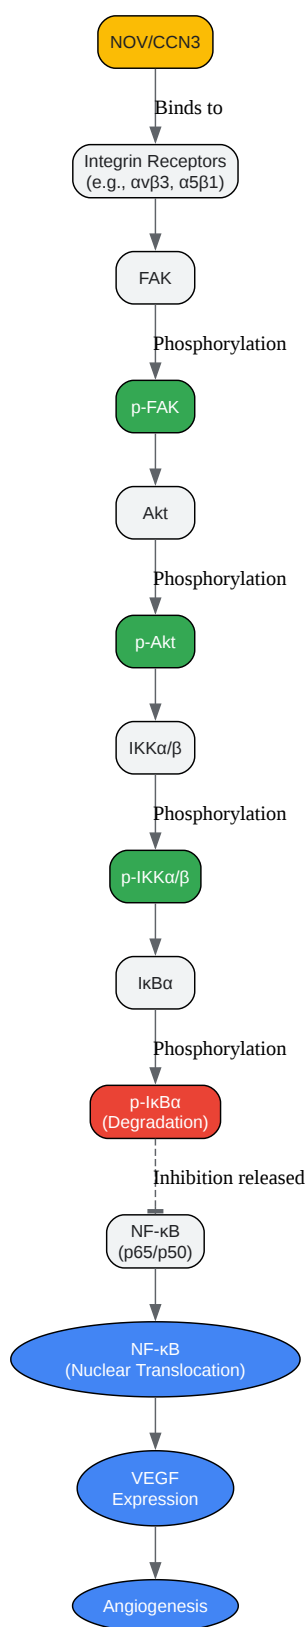 NOV/CCN3
Binds to
Integrin Receptors
(e.g., αvβ3, α5β1)
FAK
Phosphorylation
p-FAK
Akt
Phosphorylation
p-Akt
IKKα/β
Phosphorylation
p-IKKα/β
IκBα
Phosphorylation
p-IκBα
(Degradation)
Inhibition released
NF-κB
(p65/p50)
NF-κB
(Nuclear Translocation)
VEGF
Expression
Angiogenesis